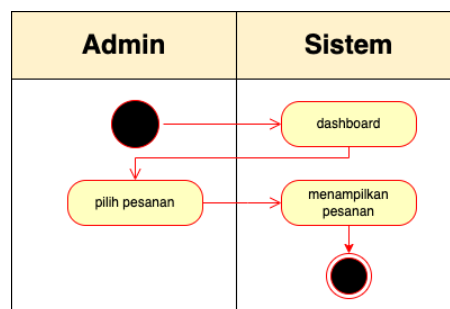 Admin
Sistem
dashboard
pilih pesanan
menampilkan
pesanan